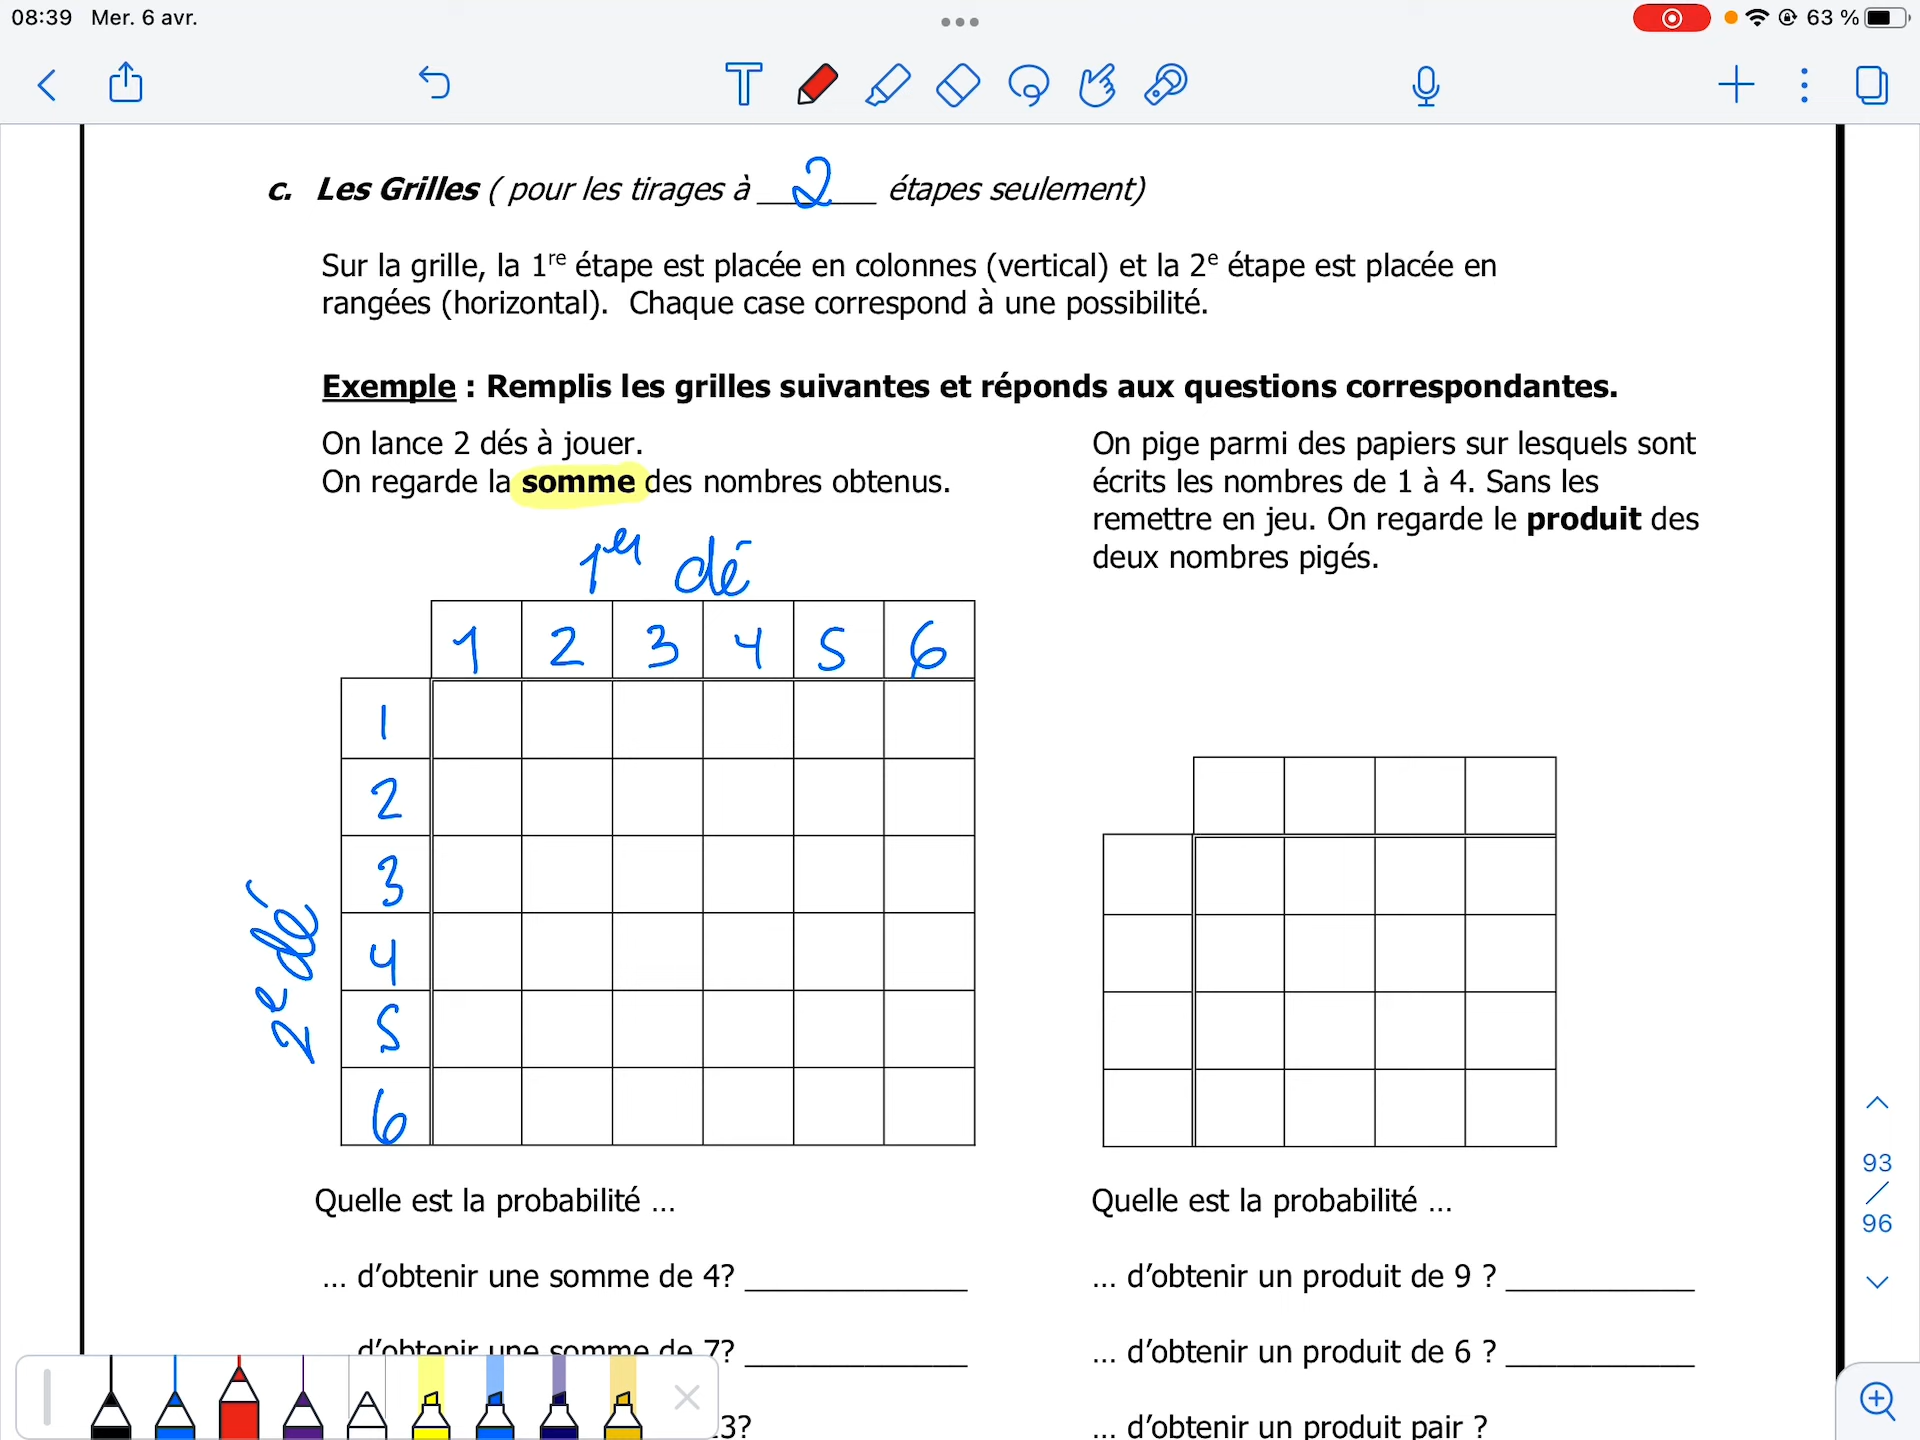 08:39 Mer. 6 avr.
63 %
c. Les Grilles ( pour les tirages à 2 étapes seulement)
Sur la grille, la 1re étape est placée en colonnes (vertical) et la 2e étape est placée en
rangées (horizontal). Chaque case correspond à une possibilité.
Exemple : Remplis les grilles suivantes et réponds aux questions correspondantes.
On lance 2 dés à jouer.
On regarde la somme des nombres obtenus.
1er dé
1 2 3 4 5 6
1
2
3
4
5
6
2e dé
Quelle est la probabilité ...
... d'obtenir une somme de 4? ______________
d'obtenir une somme de 7? ______________
3?
On pige parmi des papiers sur lesquels sont
écrits les nombres de 1 à 4. Sans les
remettre en jeu. On regarde le produit des
deux nombres pigés.
Quelle est la probabilité ...
... d'obtenir un produit de 9 ? ____________
... d'obtenir un produit de 6 ? ____________
... d'obtenir un produit pair ?
93
/
96